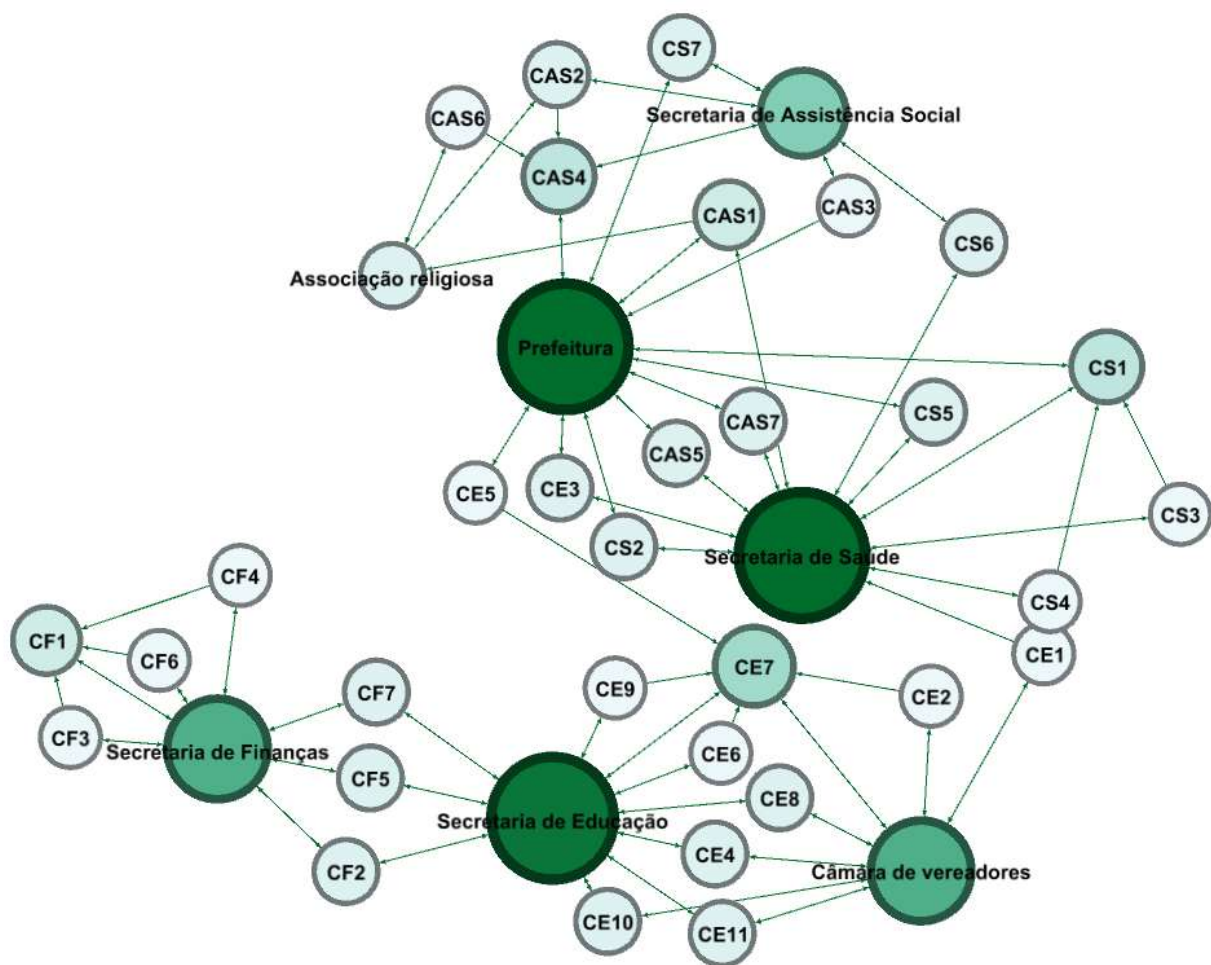 CS7
CAS2
Secretaria de Assistência Social
CAS6
CAS4
CAS3
CAS1
CS6
Associação religiosa
Prefeitura
CS1
CS5
CAS7
CAS5
CE5
CE3
CS3
CS2
Secretaria de Saúde
CF4
CS4
CF1
CF6
CE1
CE7
CE9
CE2
CF7
CF3
Secretaria de Finanças
CE6
CF5
CE8
Secretaria de Educação
CE4
CF2
Câmara de vereadores
CE10
CE11